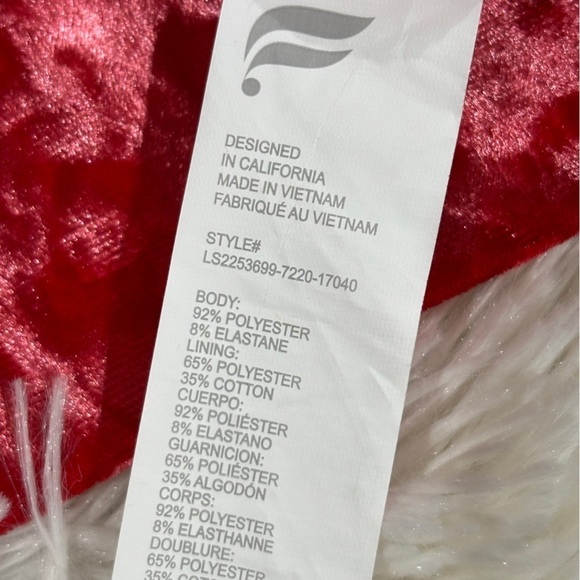 DESIGNED
IN CALIFORNIA
MADE IN VIETNAM
FABRIQUÉ AU VIETNAM
STYLE#
LS2253699-7220-17040
BODY:
92% POLYESTER
8% ELASTANE
LINING:
65% POLYESTER
35% COTTON
CUERPO:
92% POLIÉSTER
8% ELASTANO
GUARNICION:
65% POLIÉSTER
35% ALGODÓN
CORPS:
92% POLYESTER
8% ELASTHANNE
DOUBLURE:
65% POLYESTER
35% COTO